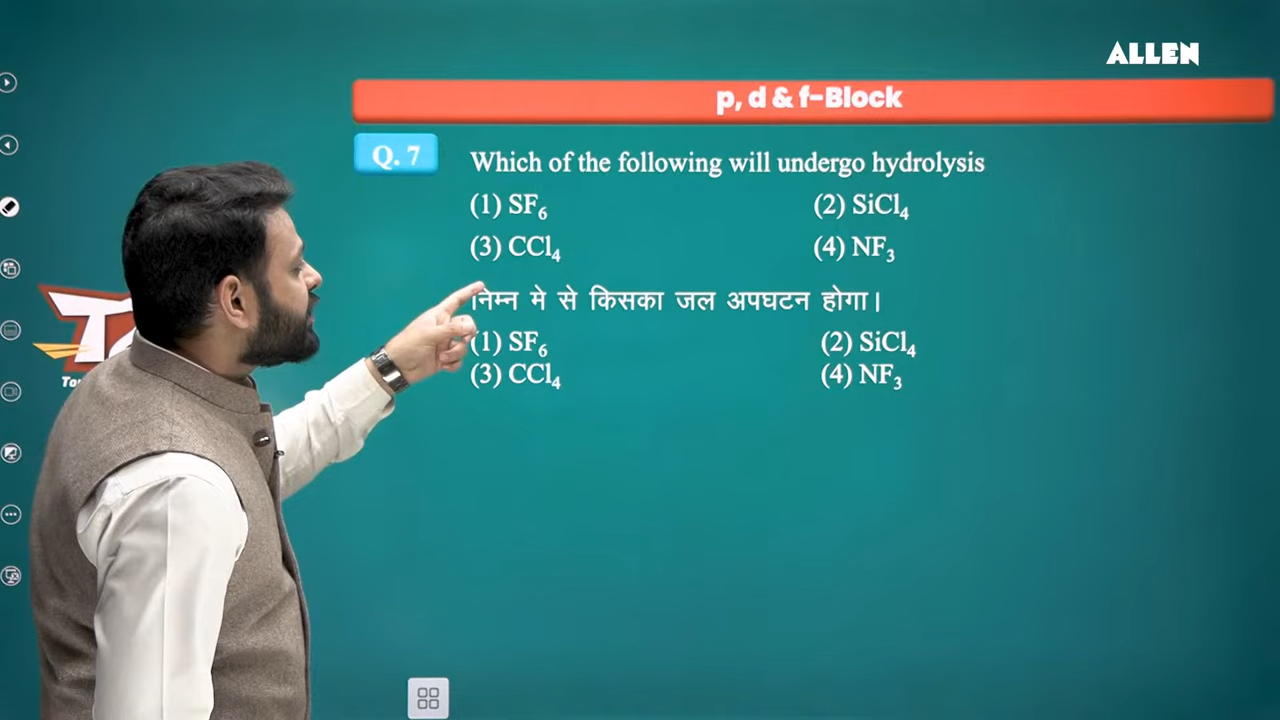 ALLEN
p, d & f-Block
Q. 7 Which of the following will undergo hydrolysis
(1) SF₆ (2) SiCl₄
(3) CCl₄ (4) NF₃
निम्न मे से किसका जल अपघटन होगा।
(1) SF₆ (2) SiCl₄
(3) CCl₄ (4) NF₃